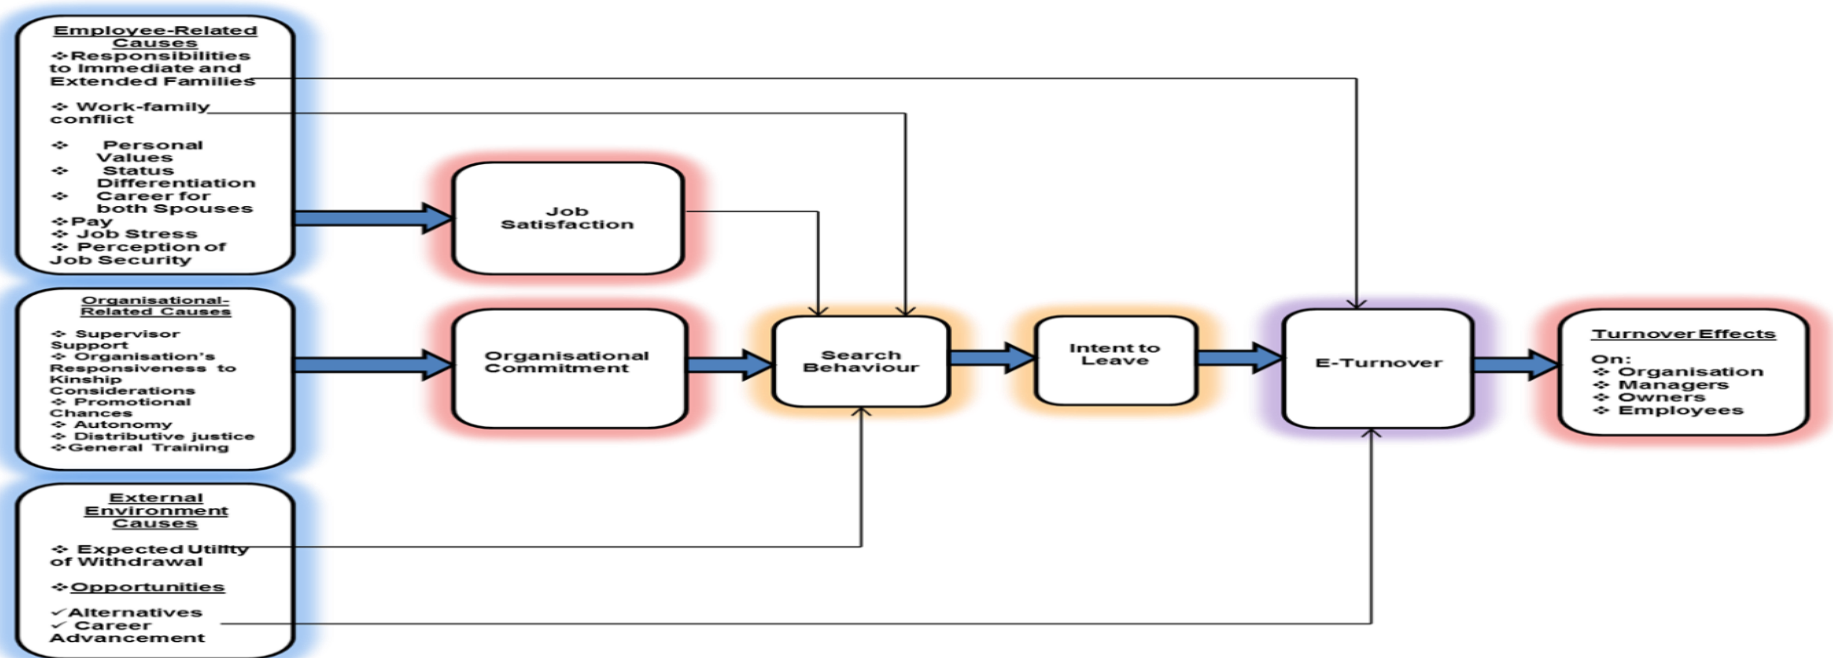 Employee-Related
Causes
❖Responsibilities
to Immediate and
Extended Families
❖ Work-family
conflict
❖ Personal
Values
❖ Status
Differentiation
❖ Career for
both Spouses
❖Pay
❖ Job Stress
❖ Perception of
Job Security
Organisational-
Related Causes
❖ Supervisor
Support
❖ Organisation's
Responsiveness to
Kinship
Considerations
❖ Promotional
Chances
❖ Autonomy
❖ Distributive justice
❖General Training
External
Environment
Causes
❖ Expected Utility
of Withdrawal
❖Opportunities
✓Alternatives
✓ Career
Advancement
Job
Satisfaction
Organisational
Commitment
Search
Behaviour
Intent to
Leave
E-Turnover
Turnover Effects
On:
❖ Organisation
❖ Managers
❖ Owners
❖ Employees